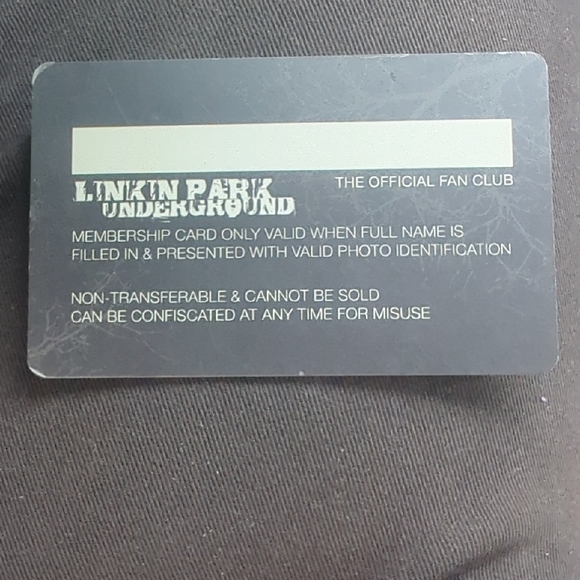 LINKIN PARK
UNDERGROUND
THE OFFICIAL FAN CLUB
MEMBERSHIP CARD ONLY VALID WHEN FULL NAME IS
FILLED IN & PRESENTED WITH VALID PHOTO IDENTIFICATION
NON-TRANSFERABLE & CANNOT BE SOLD
CAN BE CONFISCATED AT ANY TIME FOR MISUSE